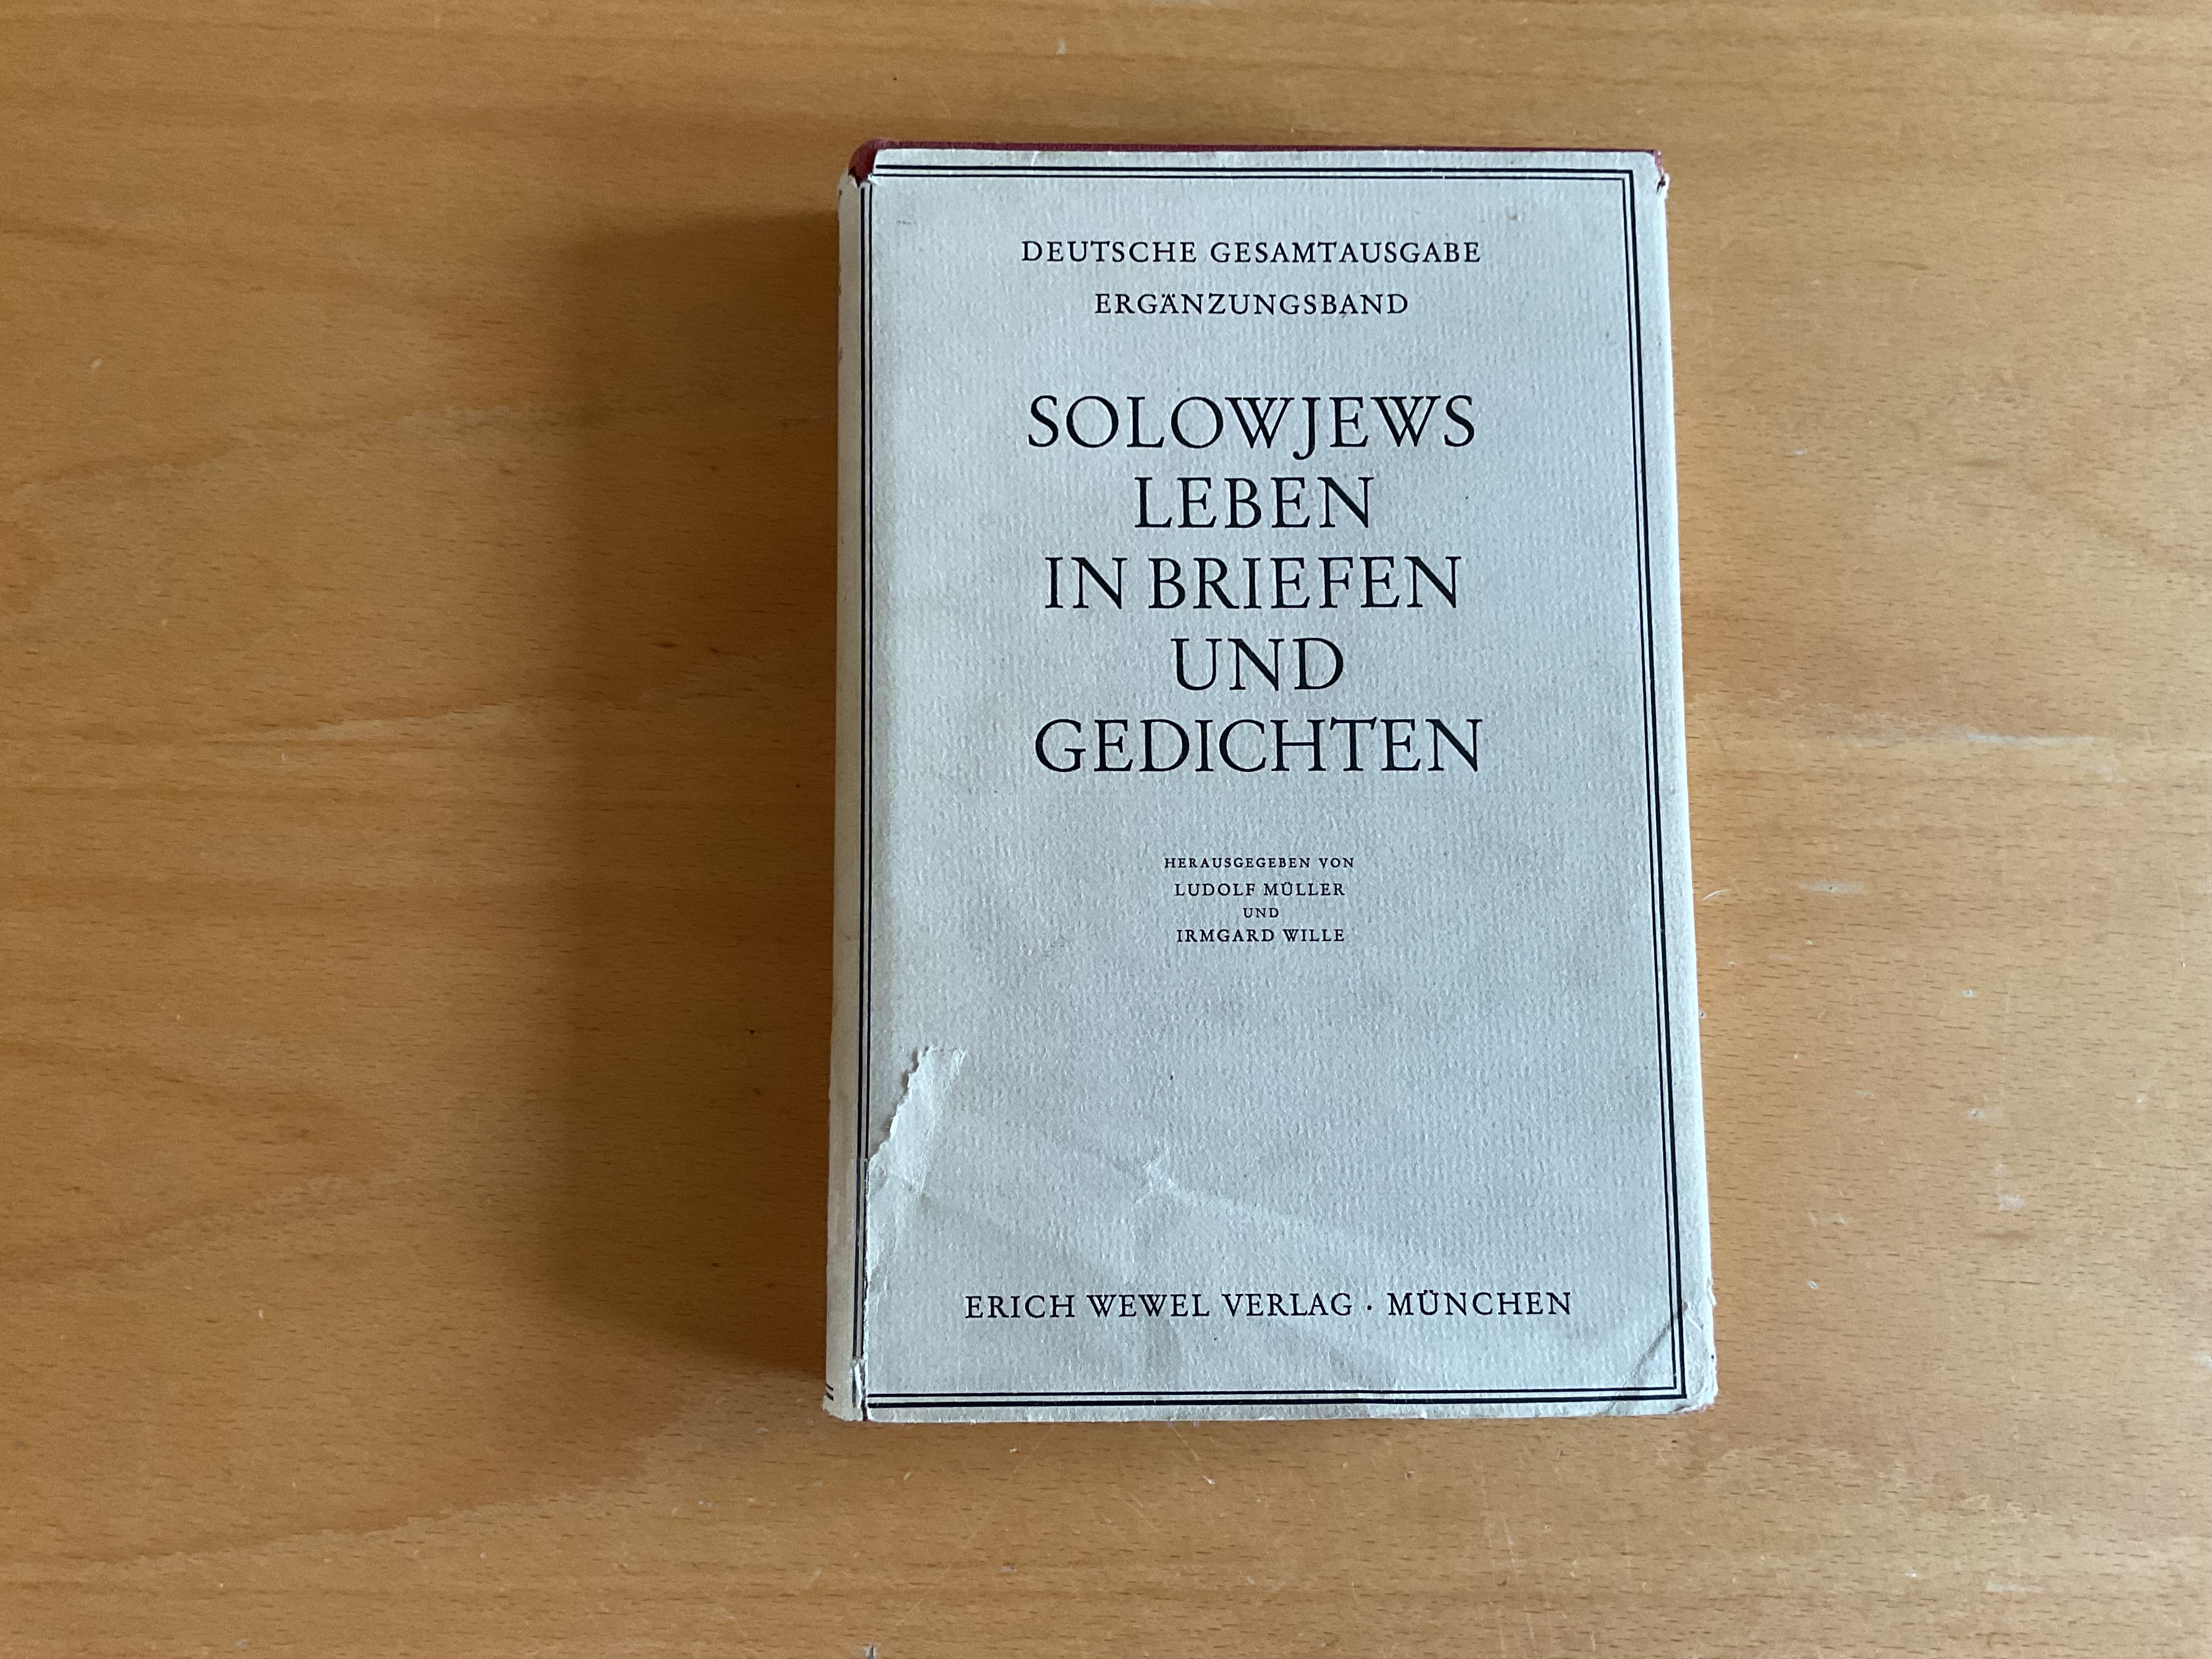 DEUTSCHE GESAMTAUSGABE
ERGÄNZUNGSBAND
SOLOWJEWS
LEBEN
IN BRIEFEN
UND
GEDICHTEN
HERAUSGEGEBEN VON
LUDOLF MÜLLER
UND
IRMGARD WILLE
ERICH WEWEL VERLAG · MÜNCHEN